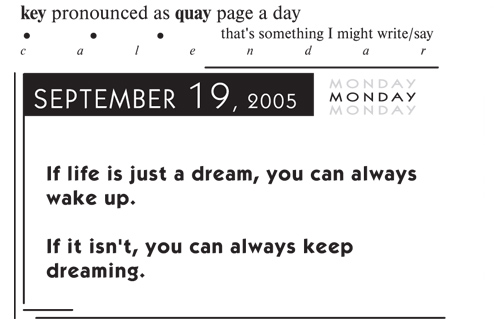 key pronounced as quay page a day
that's something I might write/say
c a l e n d a r
SEPTEMBER 19, 2005
MONDAY
MONDAY
MONDAY
If life is just a dream, you can always
wake up.
If it isn't, you can always keep
dreaming.